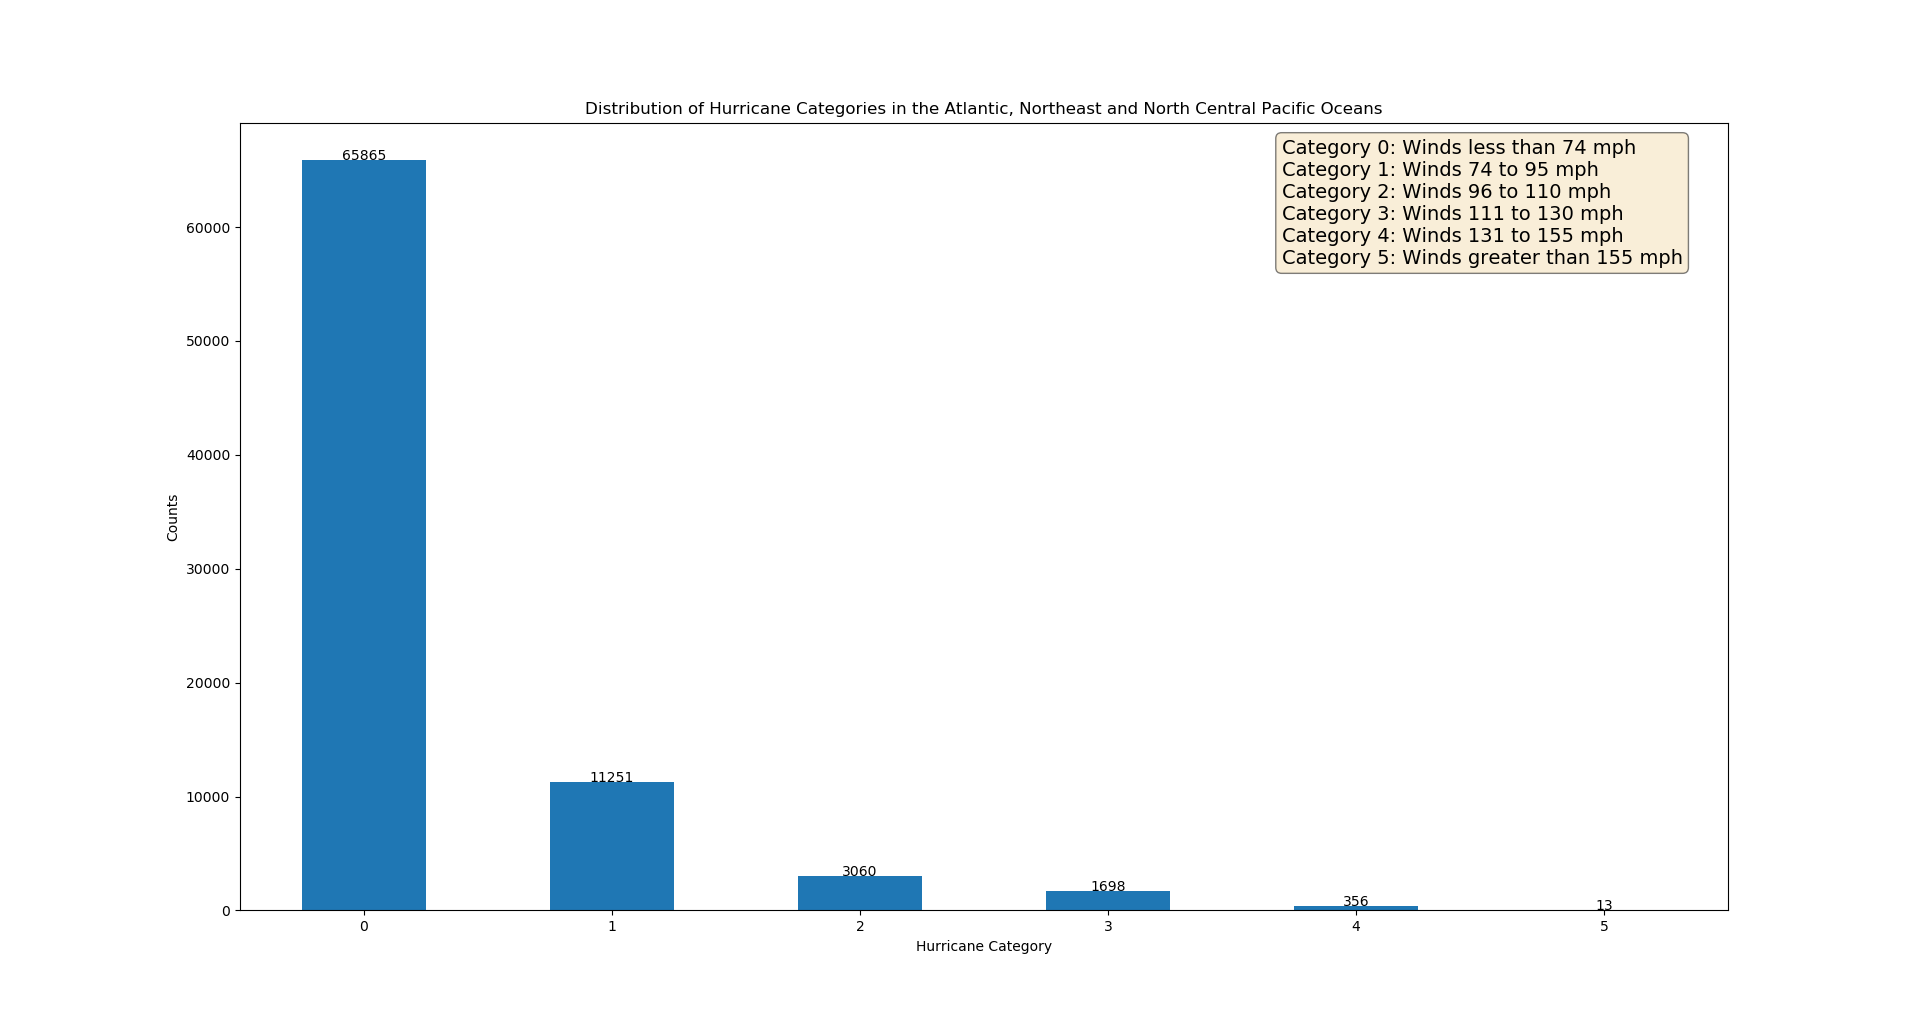 Distribution of Hurricane Categories in the Atlantic, Northeast and North Central Pacific Oceans
Category 0: Winds less than 74 mph
Category 1: Winds 74 to 95 mph
Category 2: Winds 96 to 110 mph
Category 3: Winds 111 to 130 mph
Category 4: Winds 131 to 155 mph
Category 5: Winds greater than 155 mph
65865
11251
3060
1698
356
13
60000
50000
40000
30000
20000
10000
0
Counts
0 1 2 3 4 5
Hurricane Category